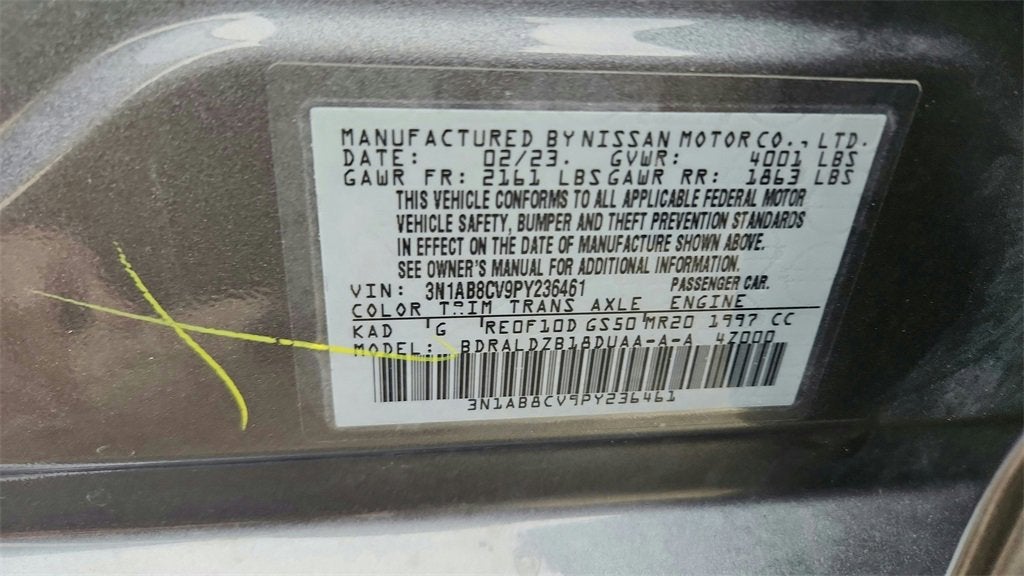 MANUFACTURED BY NISSAN MOTOR CO., LTD.
DATE: 02/23. GVWR: 4001 LBS
GAWR FR: 2161 LBS GAWR RR: 1863 LBS
THIS VEHICLE CONFORMS TO ALL APPLICABLE FEDERAL MOTOR
VEHICLE SAFETY, BUMPER AND THEFT PREVENTION STANDARDS
IN EFFECT ON THE DATE OF MANUFACTURE SHOWN ABOVE.
SEE OWNER'S MANUAL FOR ADDITIONAL INFORMATION.
VIN: 3N1AB8CV9PY236461 PASSENGER CAR.
COLOR TRIM TRANS AXLE ENGINE
KAD G RE0F10D GS50 MR20 1997 CC
MODEL: BDRALDZB18DUAA-A-A 4Z000
3N1AB8CV9PY236461